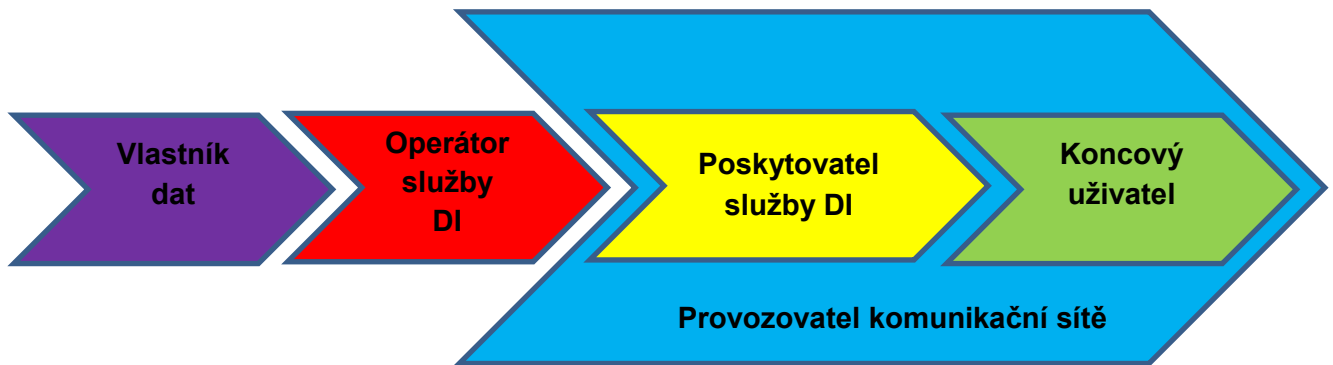 Vlastník
dat
Operátor
služby
DI
Poskytovatel
služby DI
Koncový
uživatel
Provozovatel komunikační sítě